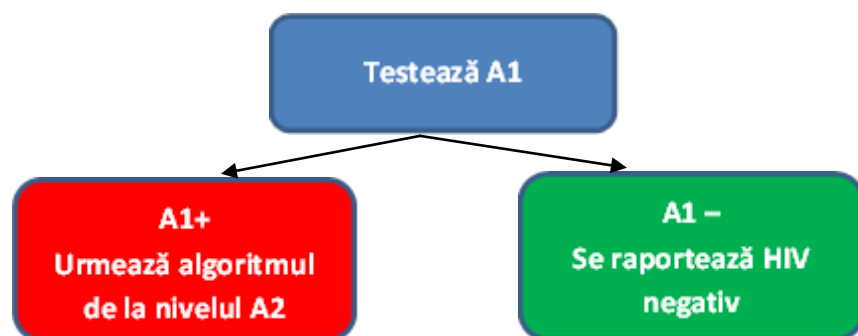 Testează A1
A1+
Urmează algoritmul
de la nivelul A2
A1 –
Se raportează HIV
negativ